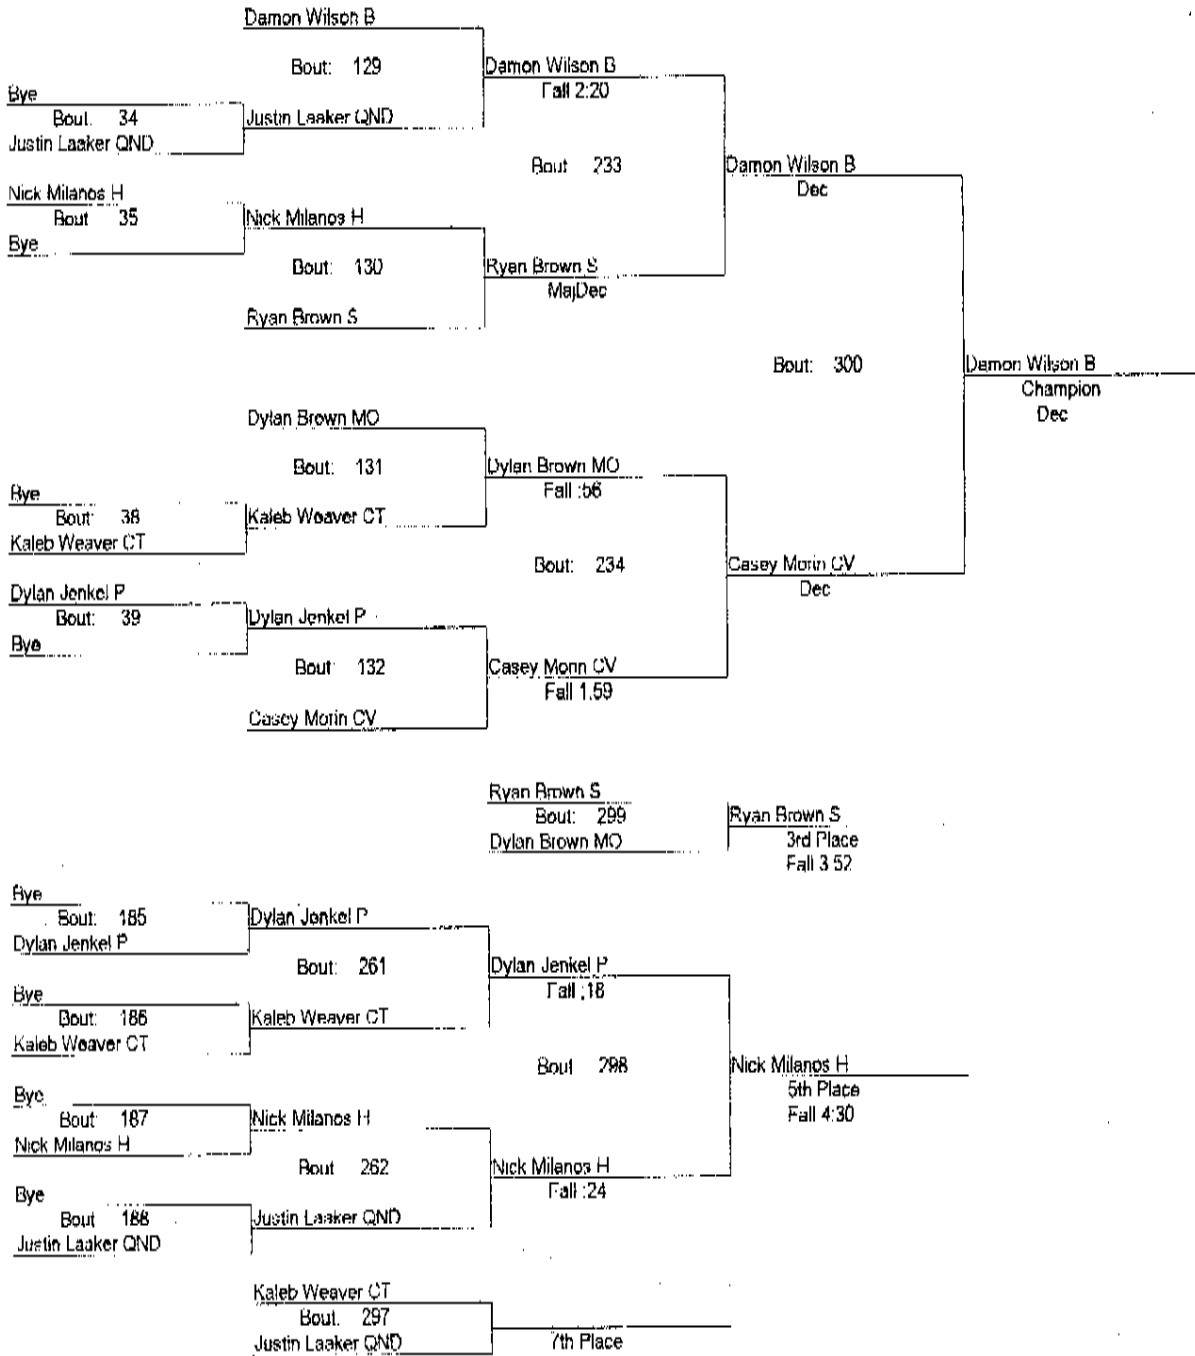 Damon Wilson B
Bout: 129
Damon Wilson B
Fall 2:20
Bye
Bout. 34
Justin Laaker QND
Justin Laaker QND
Bout 233
Damon Wilson B
Dec
Nick Milanos H
Bout 35
Nick Milanos H
Bye
Bout: 130
Ryan Brown S
MajDec
Ryan Brown S
Bout: 300
Damon Wilson B
Champion
Dec
Dylan Brown MO
Bout: 131
Dylan Brown MO
Fall :56
Bye
Bout: 38
Kaleb Weaver CT
Kaleb Weaver CT
Bout: 234
Casey Morin CV
Dec
Dylan Jenkel P
Bout: 39
Dylan Jenkel P
Bye
Bout: 132
Casey Morin CV
Fall 1.59
Casey Morin CV
Ryan Brown S
Bout: 299
Ryan Brown S
Dylan Brown MO
3rd Place
Fall 3 52
Bye
Bout: 185
Dylan Jenkel P
Dylan Jenkel P
Bout: 261
Dylan Jenkel P
Fall :18
Bye
Bout: 186
Kaleb Weaver CT
Kaleb Weaver CT
Bout 298
Nick Milanos H
5th Place
Fall 4:30
Bye
Bout: 187
Nick Milanos H
Nick Milanos H
Bout 262
Nick Milanos H
Fall :24
Bye
Bout 188
Justin Laaker QND
Justin Laaker QND
Kaleb Weaver CT
Bout. 297
Justin Laaker QND
7th Place